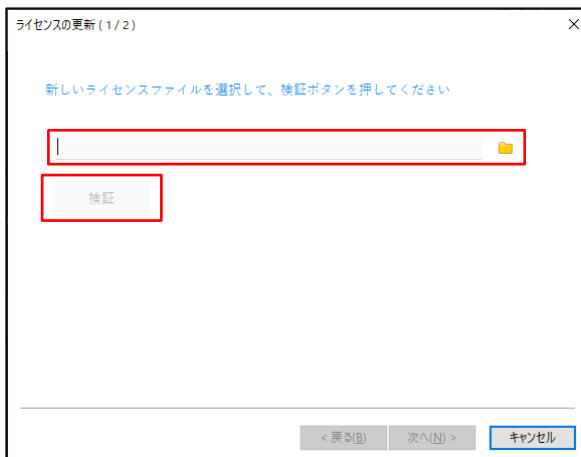 ライセンスの更新 ( 1 / 2 )
新しいライセンスファイルを選択して、検証ボタンを押してください
検証
< 戻る(B) 次へ(N) > キャンセル